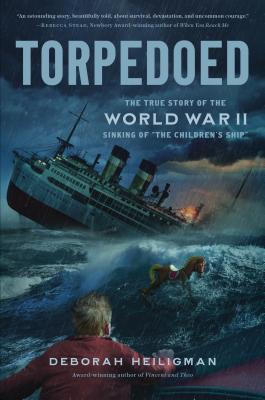 "An astounding story, beautifully told, about survival, devastation, and uncommon courage."
—Rebecca Stead, Newbery Award-winning author of When You Reach Me
TORPEDOED
THE TRUE STORY OF THE
WORLD WAR II
SINKING OF "THE CHILDREN'S SHIP"
DEBORAH HEILIGMAN
Award-winning author of Vincent and Theo